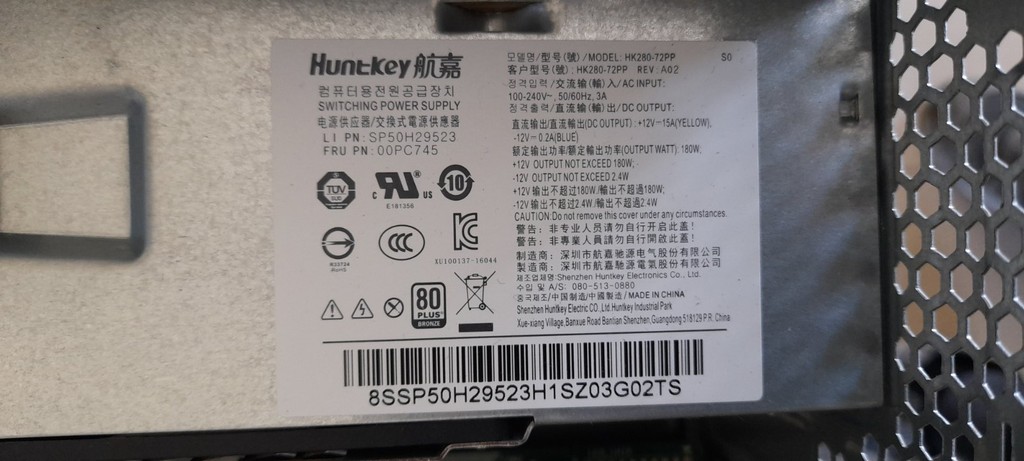 Huntkey 航嘉
컴퓨터용전원공급장치
SWITCHING POWER SUPPLY
电源供应器/交換式電源供應器
LI PN: SP50H29523
FRU PN: 00PC745
TÜV
SÜD
c RU ® US
E181356
10
R33724
RoHS
CCC
KC
XU100137-16044
80
PLUS®
BRONZE
모델명/型号(號)/MODEL: HK280-72PP S0
客户型号(號): HK280-72PP REV: A02
정격입력/交流输(輸)入/AC INPUT:
100-240V~, 50/60Hz, 3A
정격출력/直流输(輸)出/DC OUTPUT:
直流输出/直流輸出(DC OUTPUT): +12V⎓15A(YELLOW),
-12V⎓0.2A(BLUE)
额定输出功率/額定輸出功率(OUTPUT WATT): 180W,
+12V OUTPUT NOT EXCEED 180W;
-12V OUTPUT NOT EXCEED 2.4W
+12V输出不超过180W/輸出不超過180W;
-12V输出不超过2.4W/輸出不超過2.4W
CAUTION: Do not remove this cover under any circumstances.
警告: 非专业人员请勿自行开启此盖!
警告: 非專業人員請勿自行開啟此蓋!
制造商: 深圳市航嘉驰源电气股份有限公司
製造商: 深圳市航嘉馳源電氣股份有限公司
제조업체명:Shenzhen Huntkey Electronics Co., Ltd.
수입 및 A/S: 080-513-0880
중국제조/中国制造/中國製造/MADE IN CHINA
Shenzhen Huntkey Electric CO., Ltd.Huntkey Industrial Park
Xue-xiang Village,Banxue Road Bantian Shenzhen,Guangdong 518129 P.R. China
8SSP50H29523H1SZ03G02TS